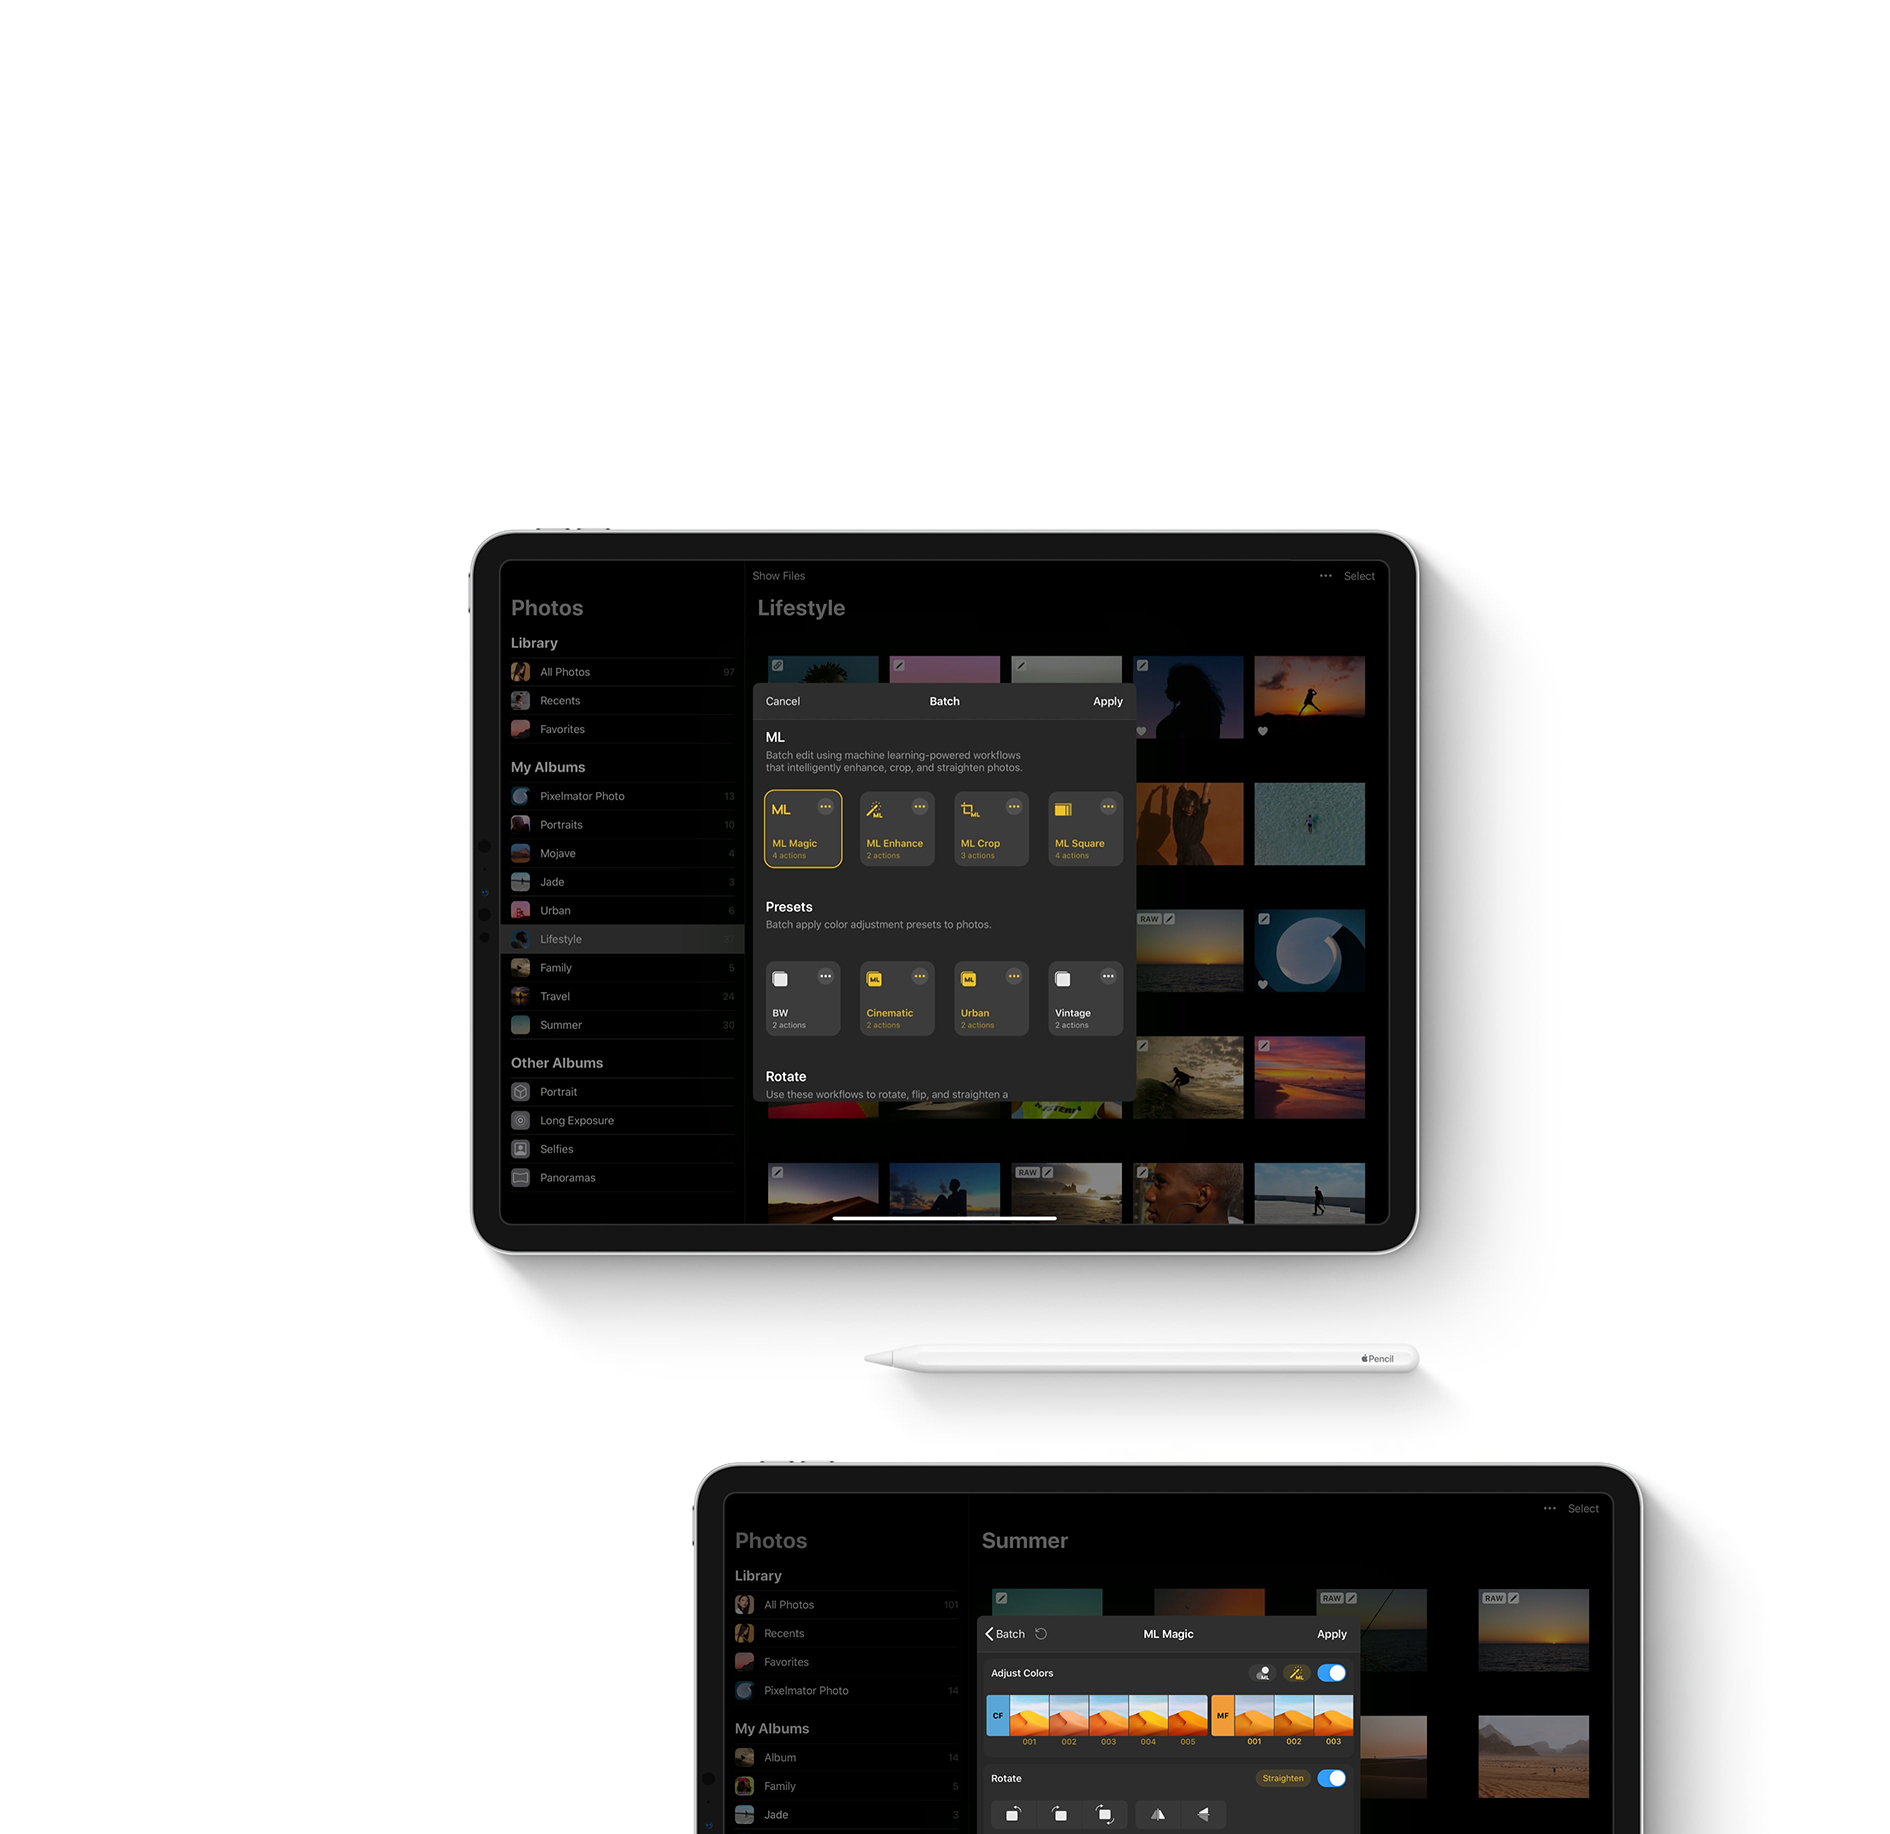 Show Files
Select
Photos
Lifestyle
Library
All Photos 97
Recents
Favorites
My Albums
Pixelmator Photo 13
Portraits 10
Mojave 4
Jade 3
Urban 6
Lifestyle
Family 5
Travel 24
Summer 30
Other Albums
Portrait
Long Exposure
Selfies
Panoramas
Cancel Batch Apply
ML
Batch edit using machine learning-powered workflows
that intelligently enhance, crop, and straighten photos.
ML
ML
ML
ML Magic
4 actions
ML Enhance
2 actions
ML Crop
3 actions
ML Square
4 actions
Presets
Batch apply color adjustment presets to photos.
ML
ML
BW
2 actions
Cinematic
2 actions
Urban
2 actions
Vintage
2 actions
Rotate
Use these workflows to rotate, flip, and straighten a
RAW
RAW
Pencil
Select
Photos
Summer
Library
All Photos 101
Recents
Favorites
Pixelmator Photo 14
My Albums
Album 14
Family 5
Jade 3
RAW
RAW
Batch ML Magic Apply
Adjust Colors
ML
ML
CF
MF
001 002 003 004 005 001 002 003
Rotate Straighten